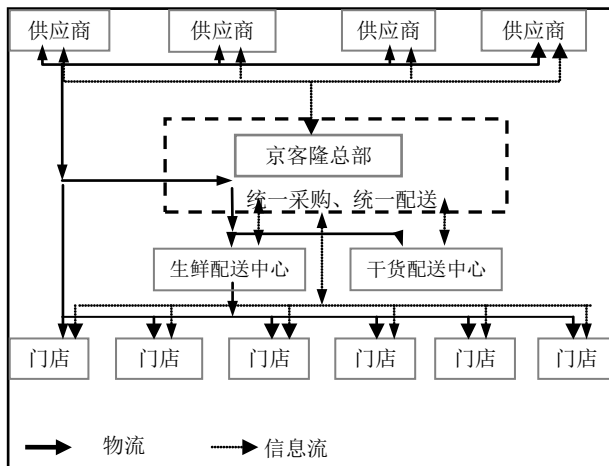 供应商 供应商 供应商 供应商
京客隆总部
统一采购、统一配送
生鲜配送中心 干货配送中心
门店 门店 门店 门店 门店 门店
物流 信息流